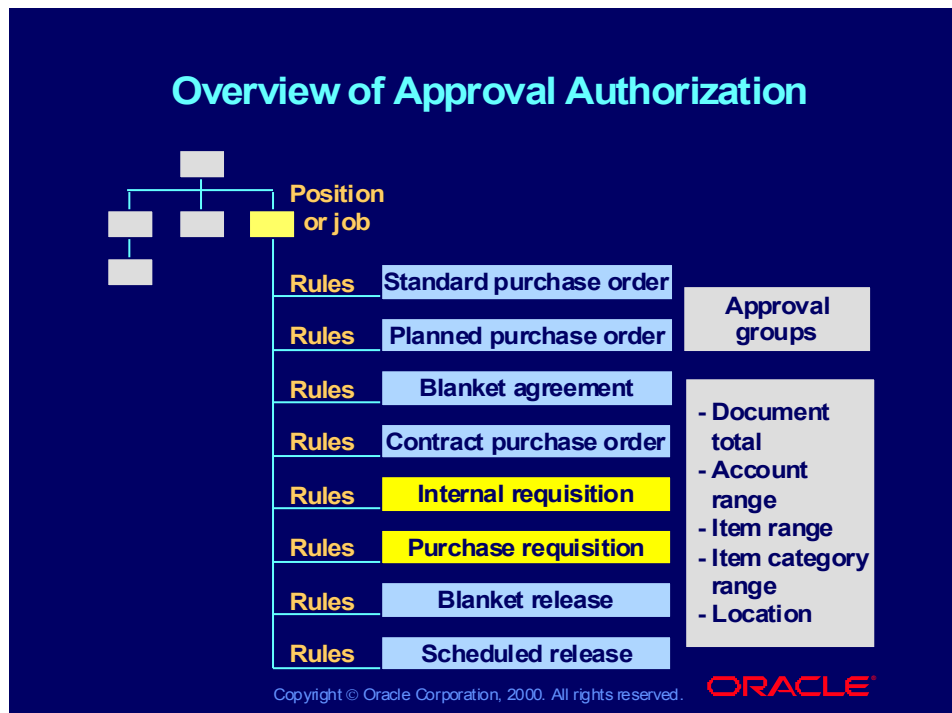 Overview of Approval Authorization
Position
or job
Rules Standard purchase order
Rules Planned purchase order
Rules Blanket agreement
Rules Contract purchase order
Rules Internal requisition
Rules Purchase requisition
Rules Blanket release
Rules Scheduled release
Approval
groups
- Document
total
- Account
range
- Item range
- Item category
range
- Location
Copyright © Oracle Corporation, 2000. All rights reserved.
ORACLE®